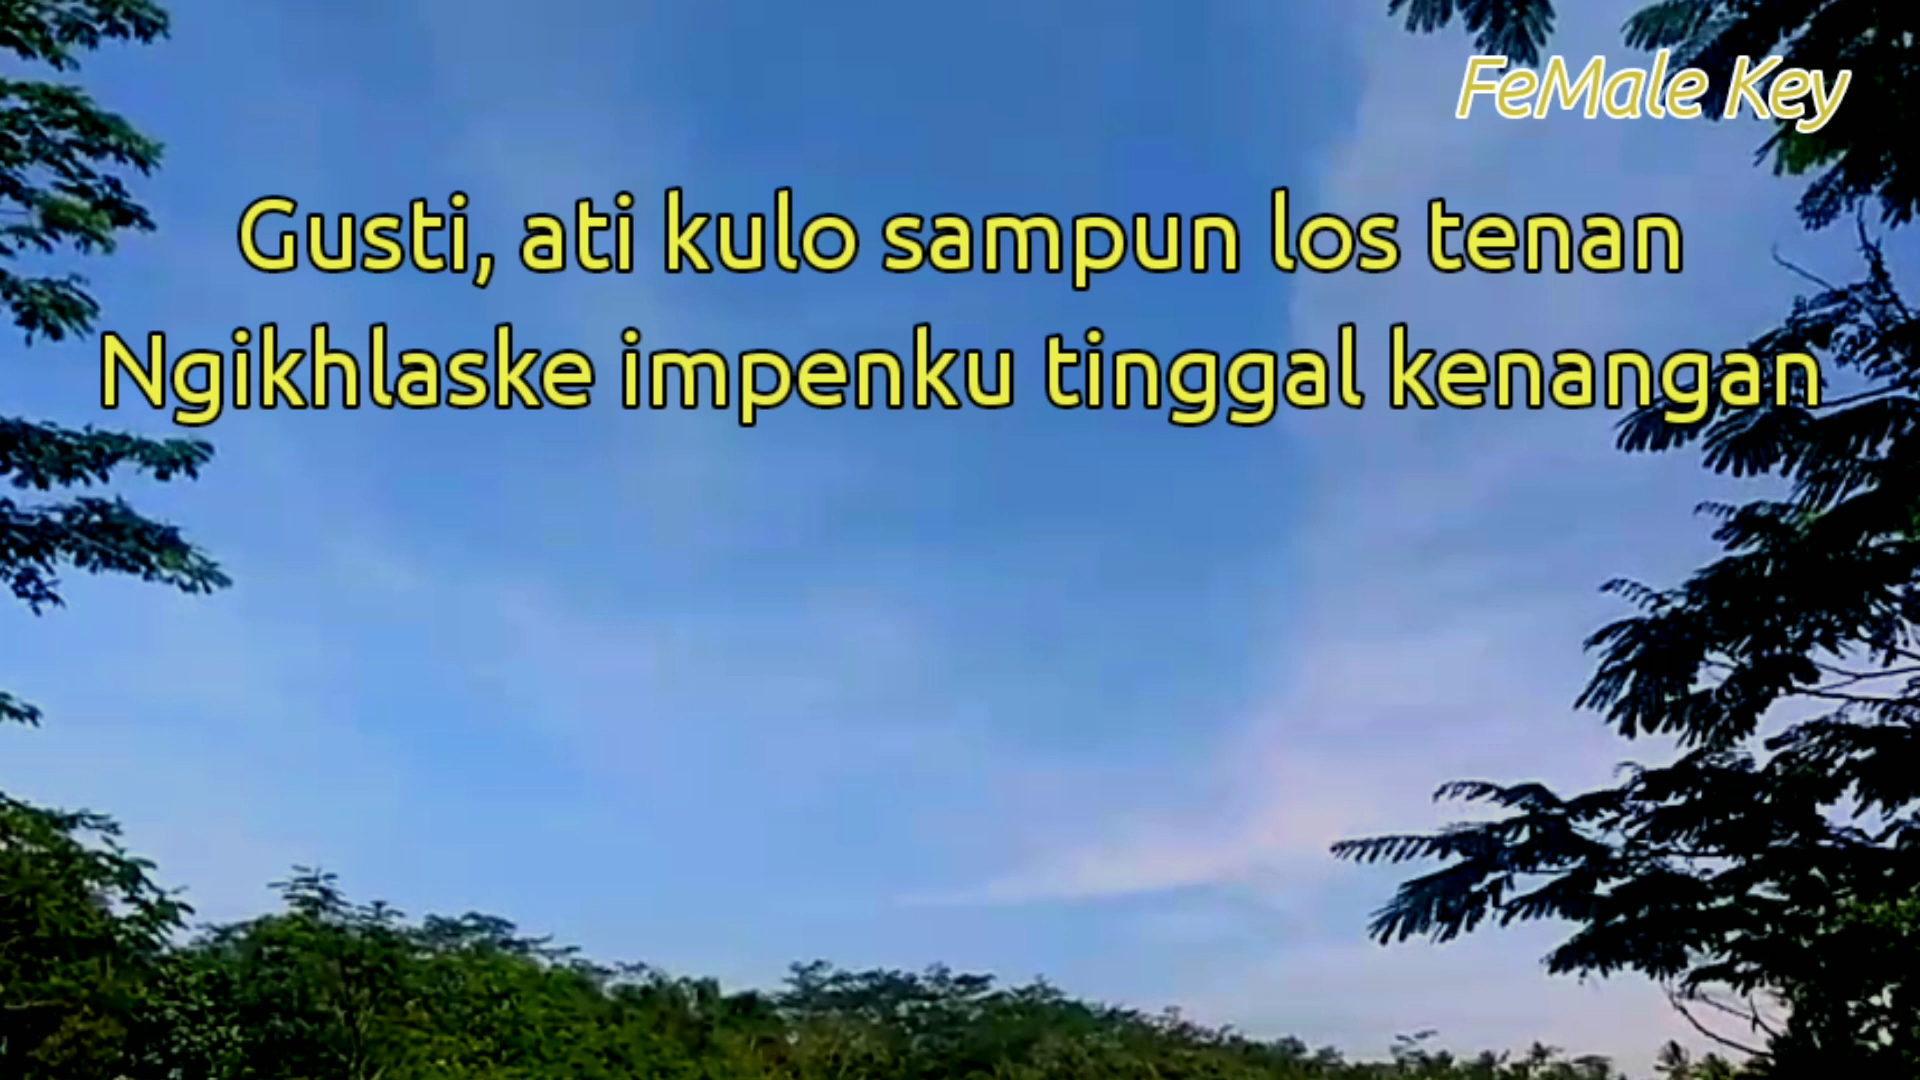 FeMale Key
Gusti, ati kulo sampun los tenan
Ngikhlaske impenku tinggal kenangan